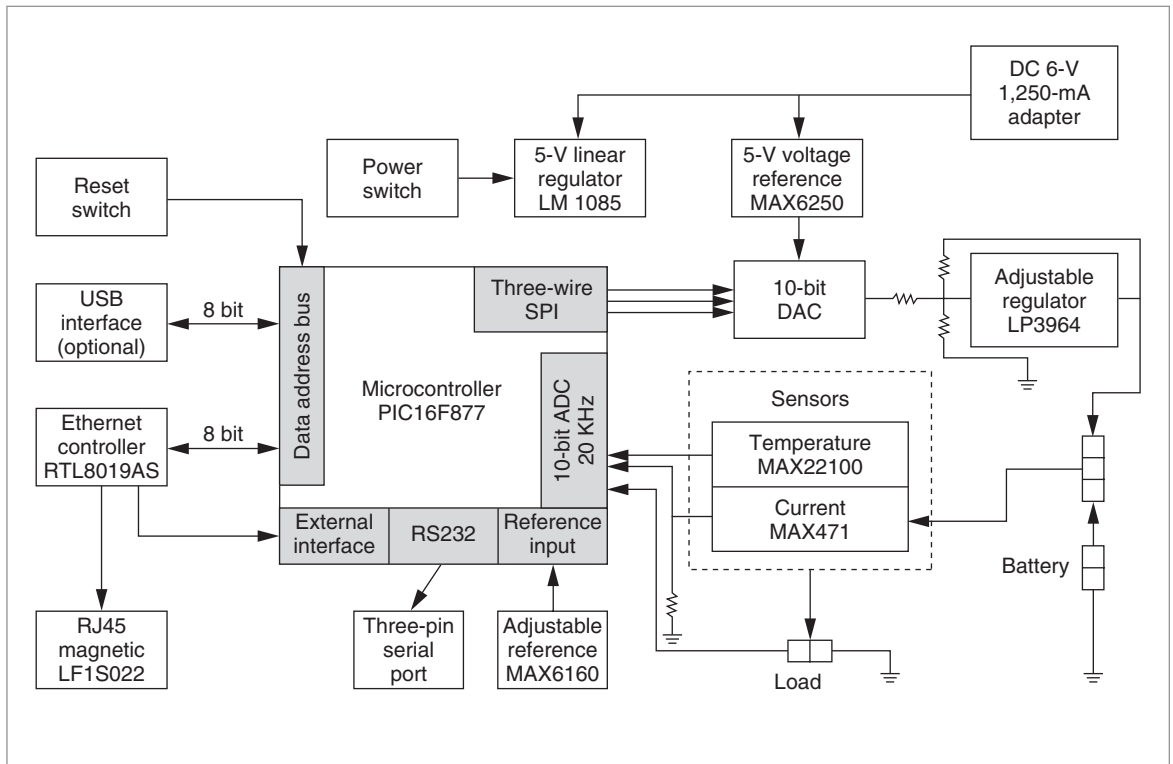 DC 6-V
1,250-mA
adapter
Reset
switch
Power
switch
5-V linear
regulator
LM 1085
5-V voltage
reference
MAX6250
USB
interface
(optional)
8 bit
Data address bus
Three-wire
SPI
10-bit
DAC
Adjustable
regulator
LP3964
Microcontroller
PIC16F877
10-bit ADC
20 KHz
Sensors
Temperature
MAX22100
Current
MAX471
Ethernet
controller
RTL8019AS
8 bit
External
interface
RS232
Reference
input
Battery
RJ45
magnetic
LF1S022
Three-pin
serial
port
Adjustable
reference
MAX6160
Load